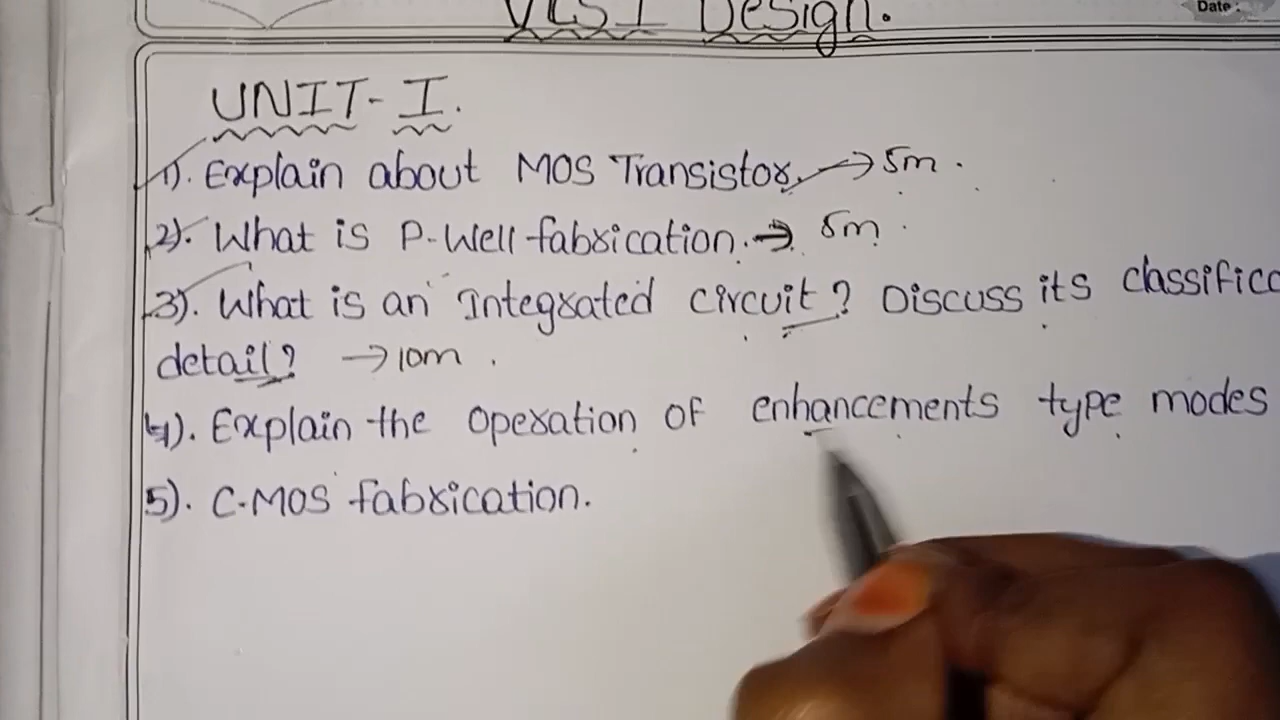 VLSI Design.
Date :
UNIT-I.
1). Explain about MOS Transistor. → 5m.
2). What is P-Well fabrication. → 5m.
3). What is an Integrated circuit? Discuss its classific
detail? → 10m.
4). Explain the operation of enhancements type modes
5). C-MOS fabrication.